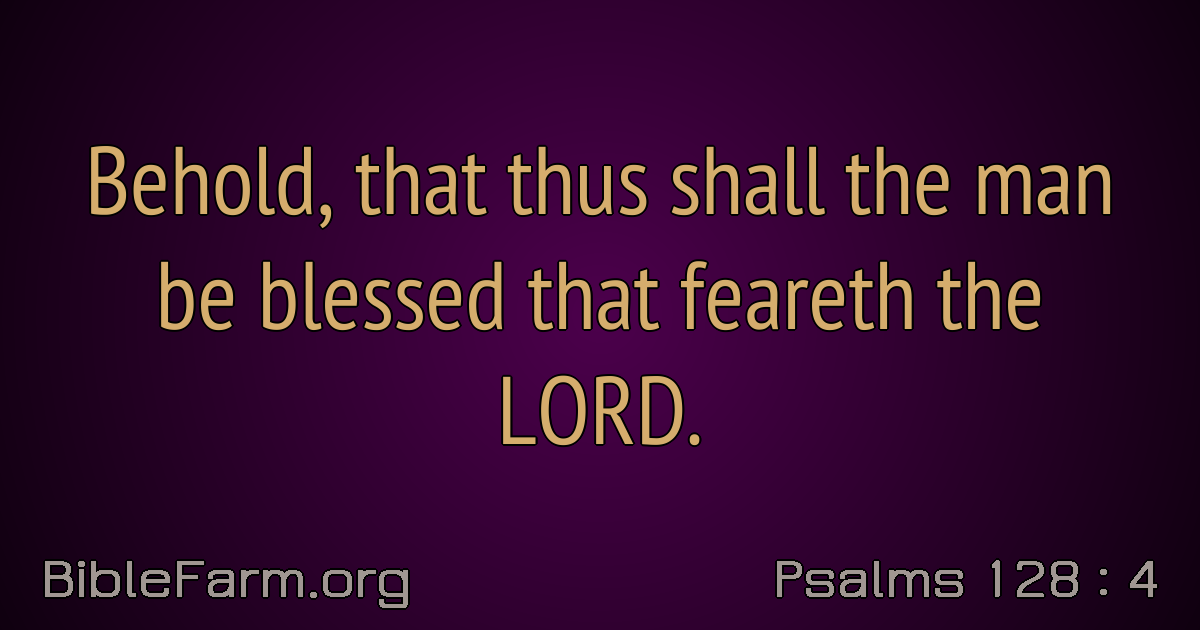 Behold, that thus shall the man
be blessed that feareth the
LORD.
BibleFarm.org
Psalms 128 : 4